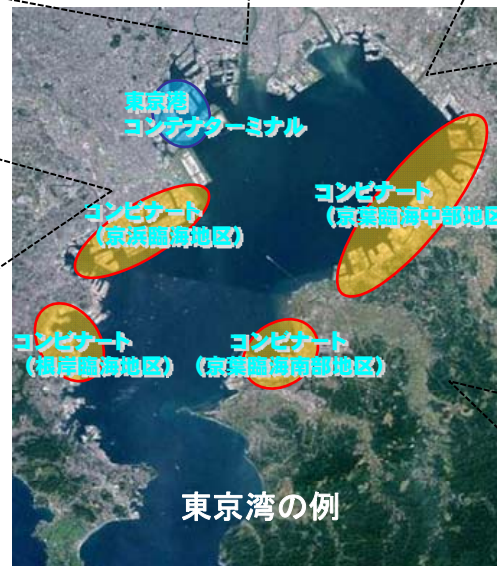 東京港
コンテナターミナル
コンビナート
（京葉臨海中部地区
コンビナート
（京浜臨海地区）
コンビナート
（根岸臨海地区）
コンビナート
（京葉臨海南部地区）
東京湾の例